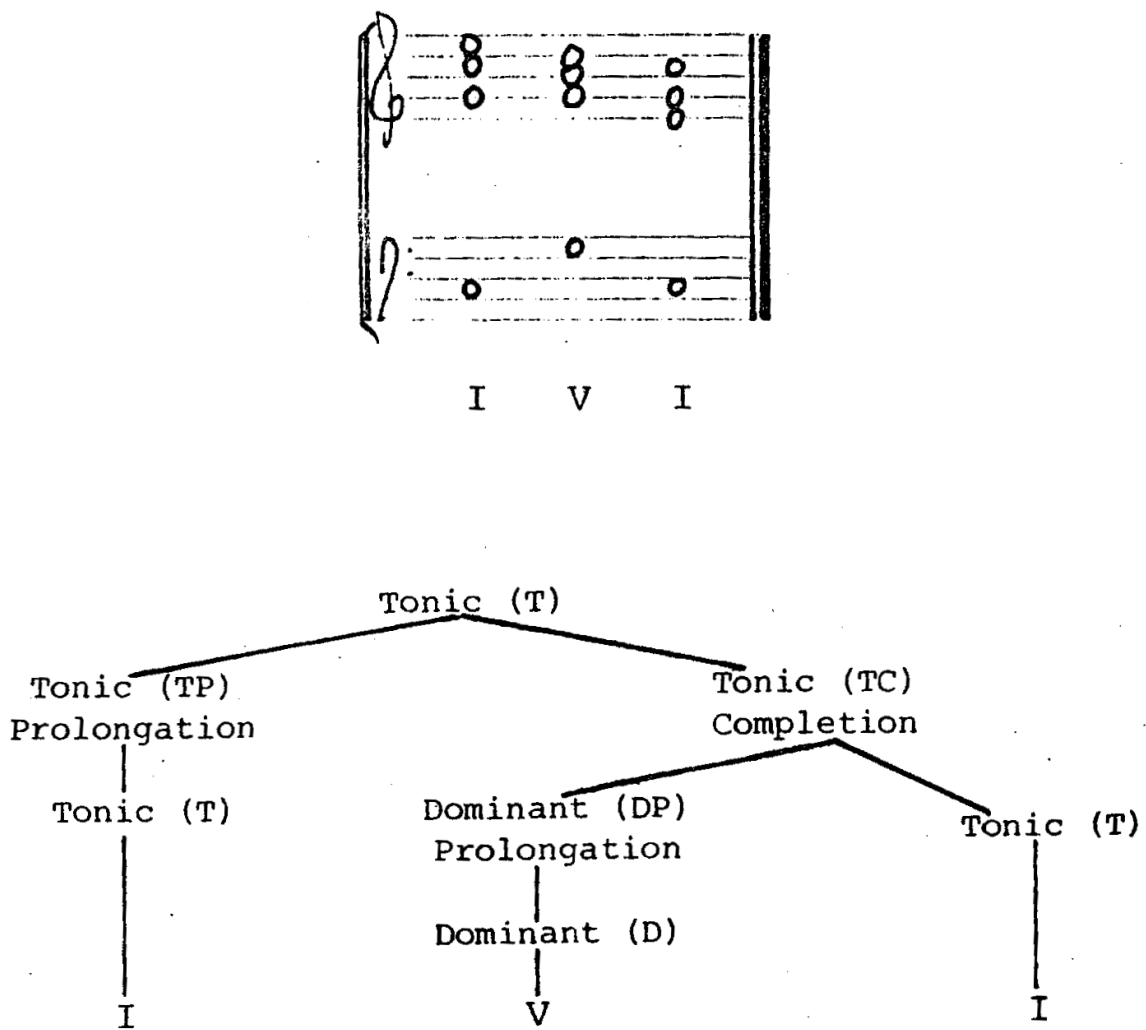 I V I
Tonic (T)
Tonic (TP) Tonic (TC)
Prolongation Completion
Tonic (T) Dominant (DP) Tonic (T)
Prolongation
Dominant (D)
I V I